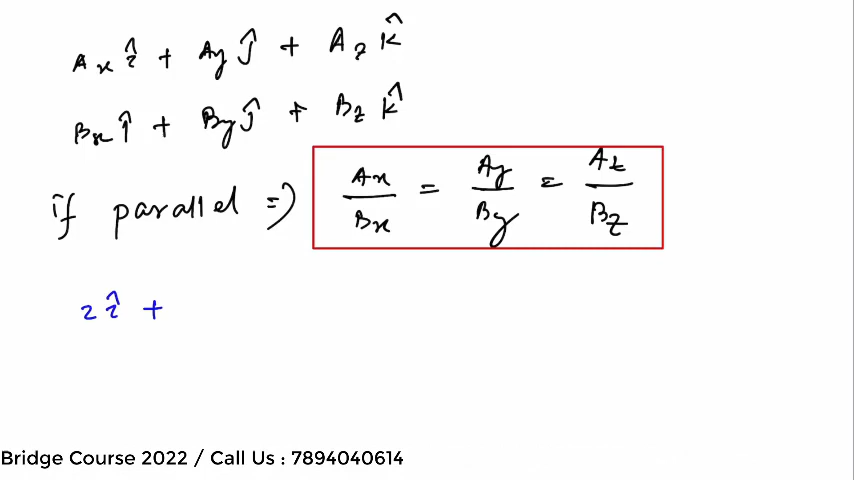 Ax î + Ay ĵ + Az k̂
Bx î + By ĵ + Bz k̂
if parallel => Ax/Bx = Ay/By = Az/Bz
2 î +
Bridge Course 2022 / Call Us : 7894040614